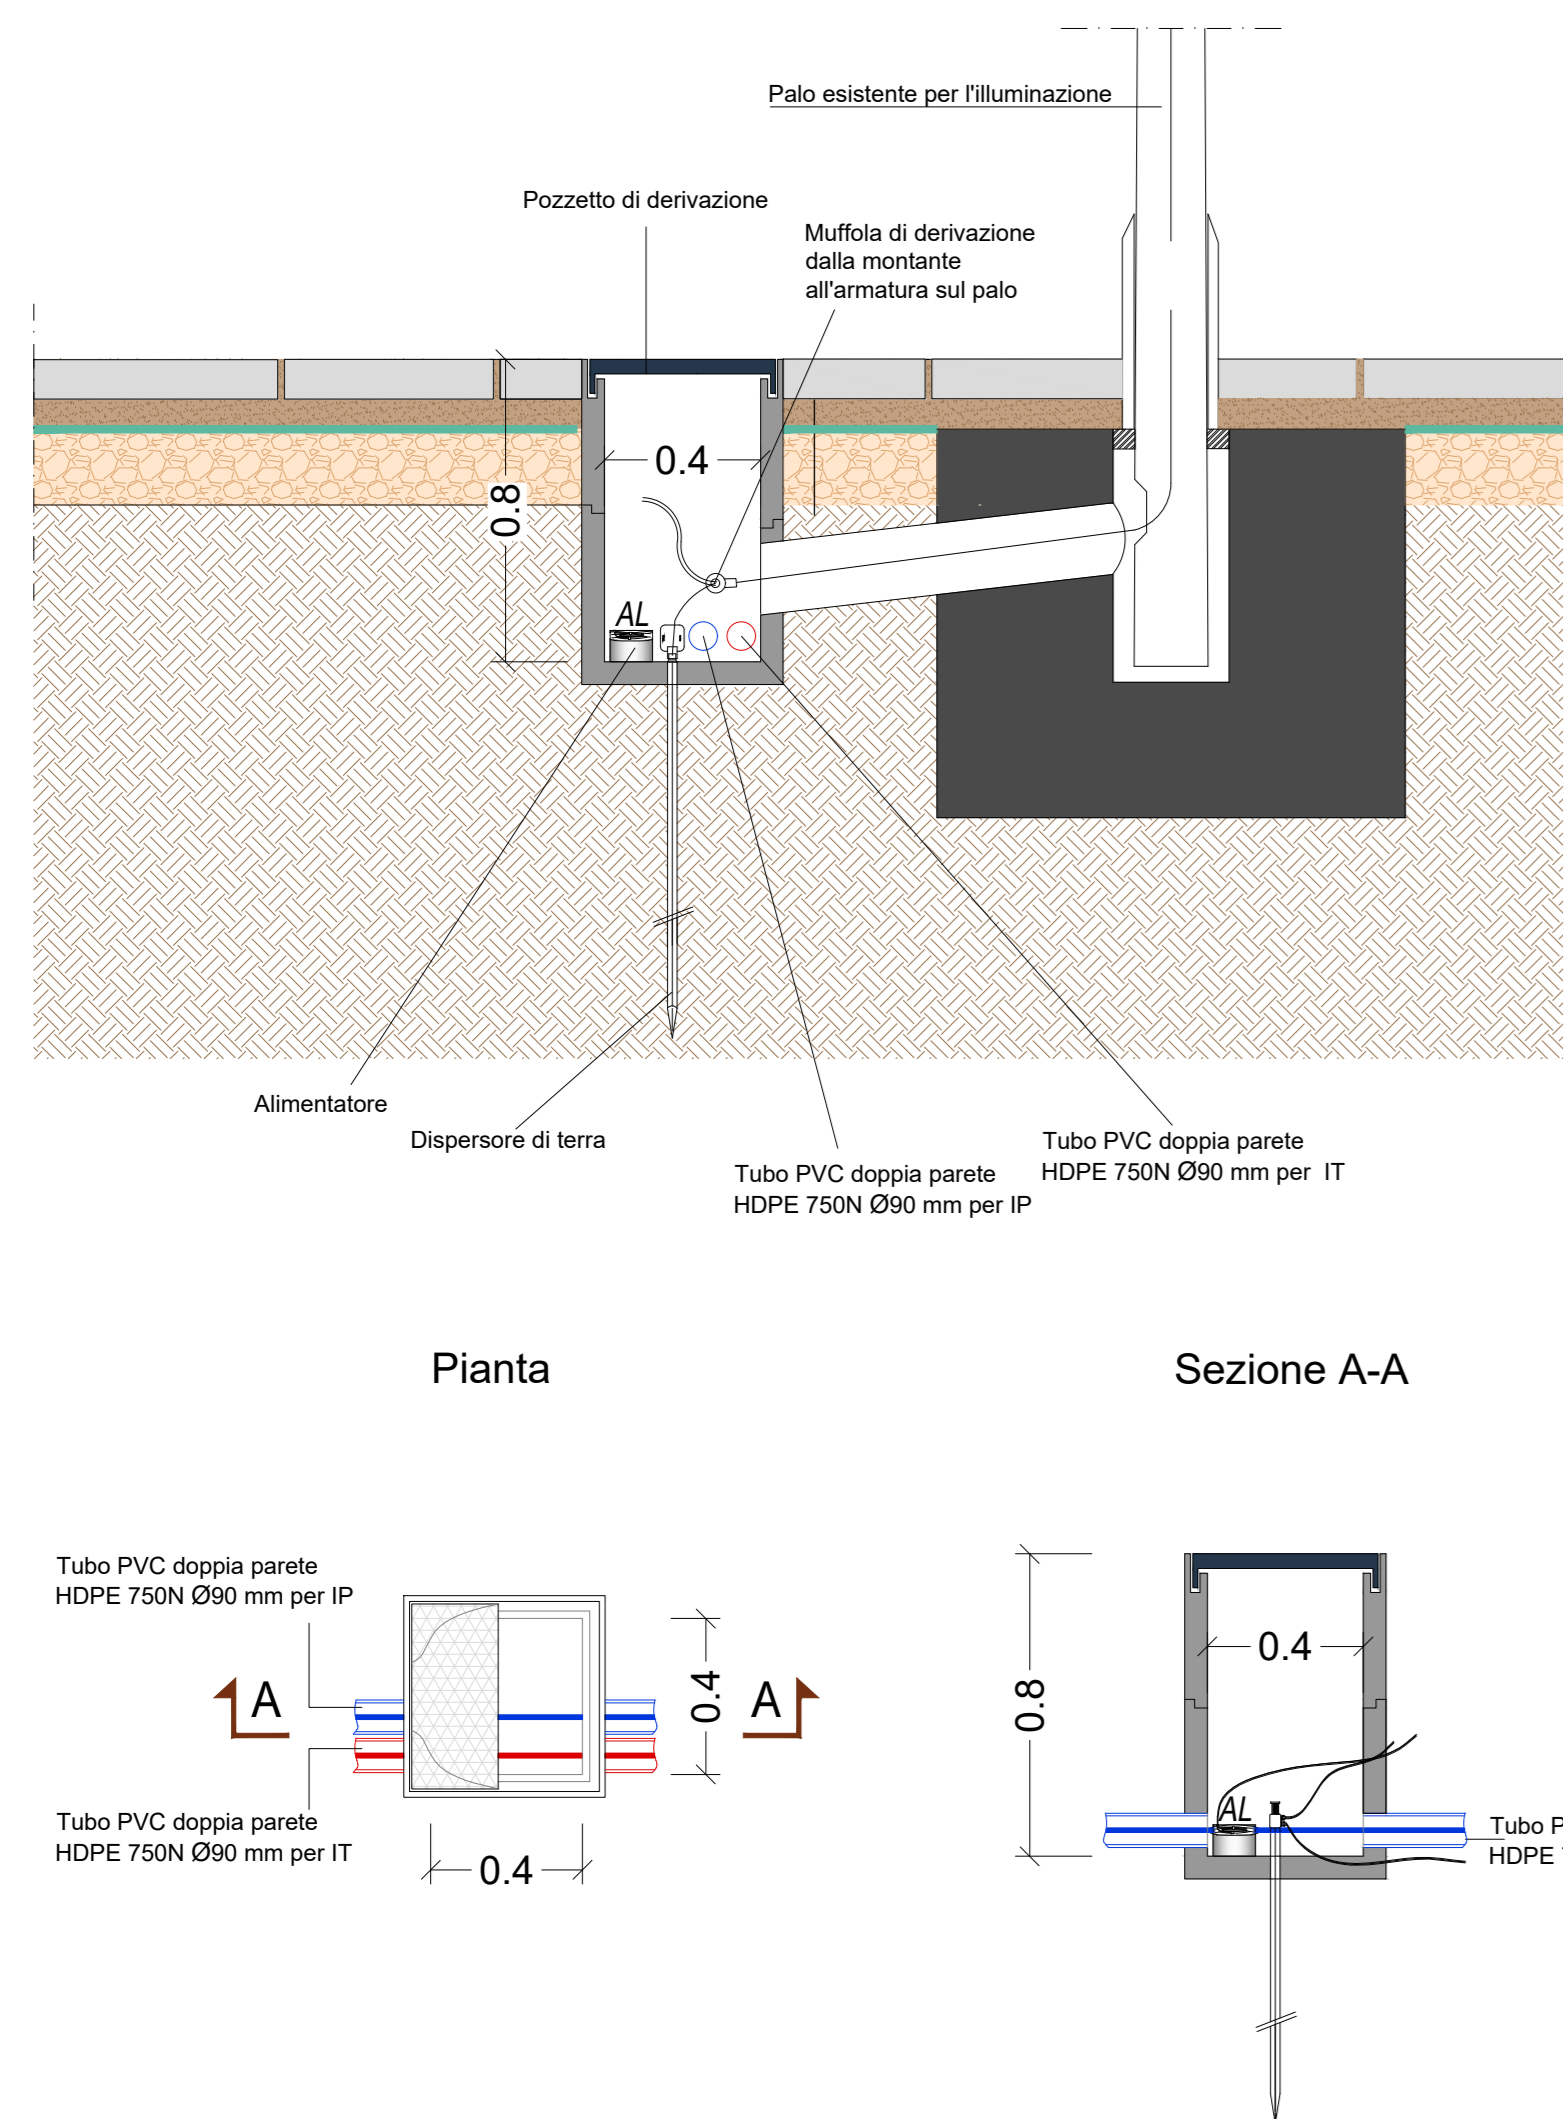 Palo esistente per l'illuminazione
Pozzetto di derivazione
Muffola di derivazione
dalla montante
all'armatura sul palo
0.4
0.8
AL
Alimentatore
Dispersore di terra
Tubo PVC doppia parete
HDPE 750N Ø90 mm per IP
Tubo PVC doppia parete
HDPE 750N Ø90 mm per IT
Pianta
Sezione A-A
Tubo PVC doppia parete
HDPE 750N Ø90 mm per IP
A
0.4
A
Tubo PVC doppia parete
HDPE 750N Ø90 mm per IT
0.4
0.4
0.8
AL
Tubo
HDPE